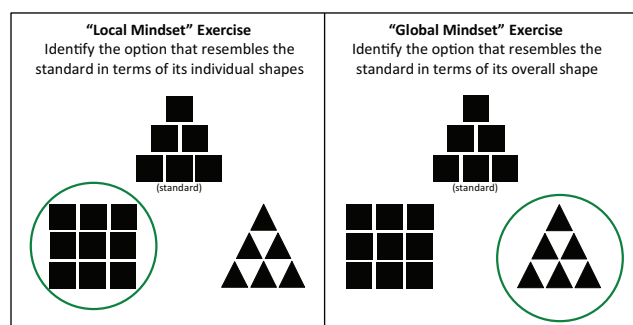 “Local Mindset” Exercise
Identify the option that resembles the
standard in terms of its individual shapes
(standard)
“Global Mindset” Exercise
Identify the option that resembles the
standard in terms of its overall shape
(standard)